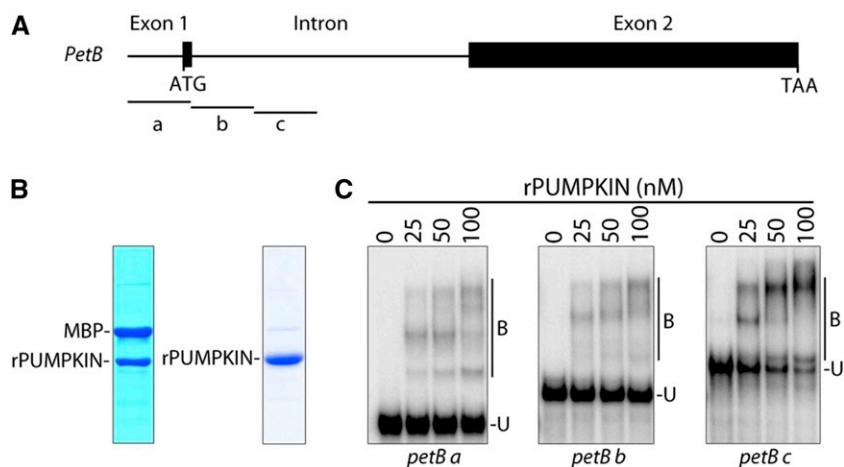 A
Exon 1 Intron Exon 2
PetB
ATG TAA
a b c
B
MBP-
rPUMPKIN- rPUMPKIN-
C
rPUMPKIN (nM)
0 25 50 100 0 25 50 100 0 25 50 100
B B B
-U -U -U
petB a petB b petB c